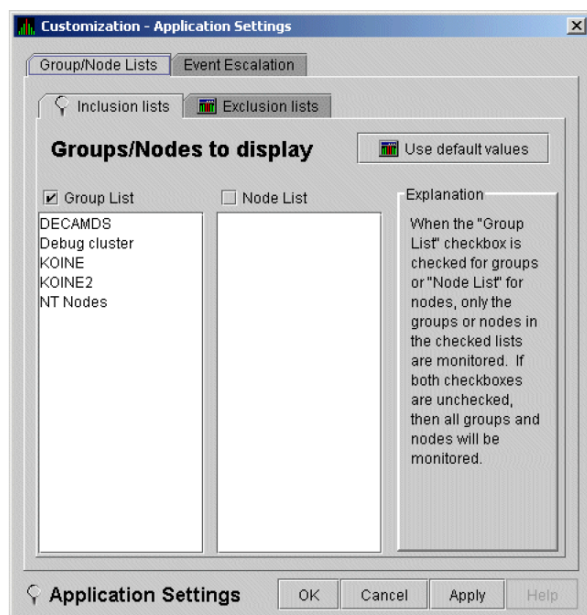 Customization - Application Settings
Group/Node Lists
Event Escalation
Inclusion lists
Exclusion lists
Groups/Nodes to display
Use default values
Group List
Node List
Explanation
DECAMDS
Debug cluster
KOINE
KOINE2
NT Nodes
When the "Group
List" checkbox is
checked for groups
or "Node List" for
nodes, only the
groups or nodes in
the checked lists
are monitored. If
both checkboxes
are unchecked,
then all groups and
nodes will be
monitored.
Application Settings
OK
Cancel
Apply
Help